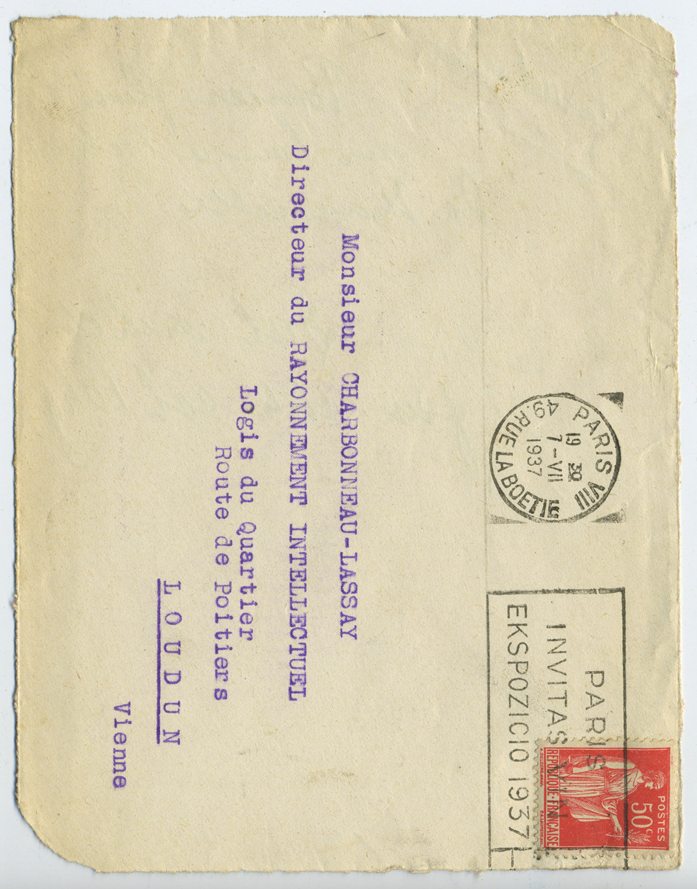 PARIS VIII
19 30
7-VII
1937
49.RUE LA BOETIE
PARIS
INVITAS
EKSPOZICIO 1937
POSTES
50c
REPUBLIQUE-FRANCAISE
Monsieur CHARBONNEAU-LASSAY
Directeur du RAYONNEMENT INTELLECTUEL
Logis du Quartier
Route de Poitiers
LOUDUN
Vienne